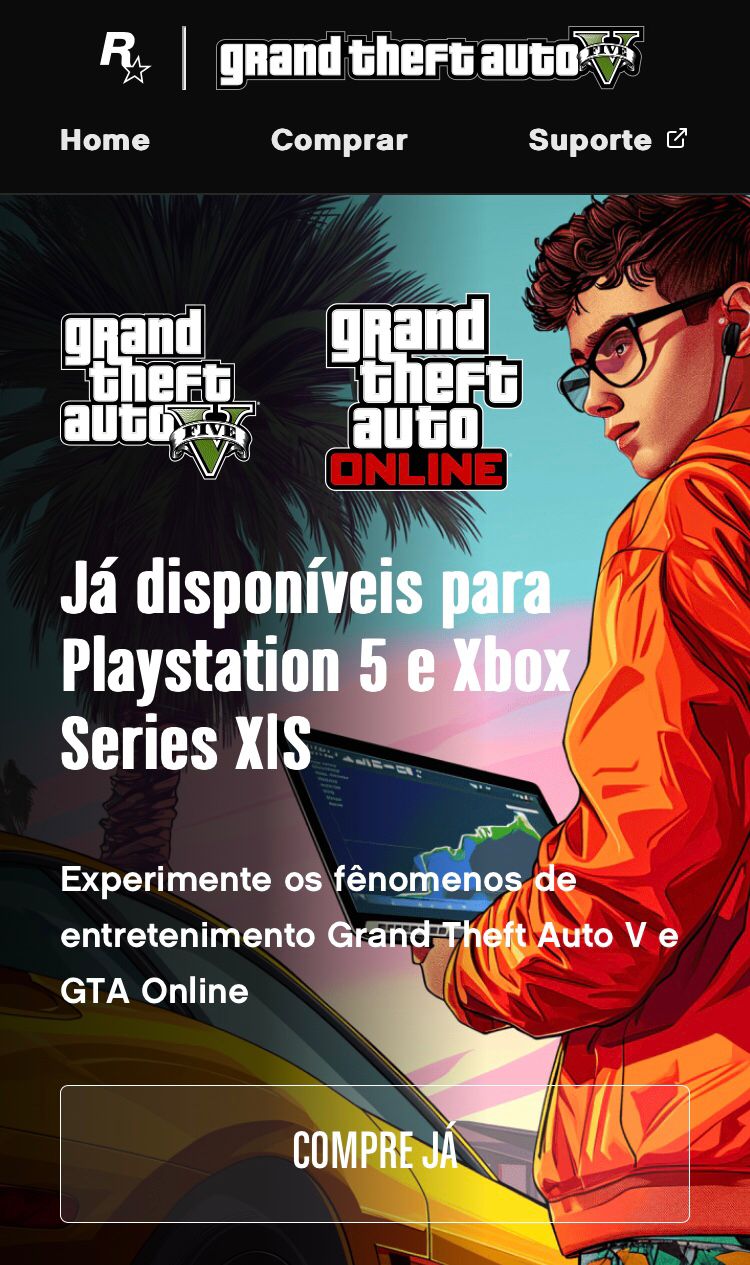 R
grand theft auto V
FIVE
Home
Comprar
Suporte
grand
theft
auto V
FIVE
grand
theft
auto
ONLINE
Já disponíveis para
Playstation 5 e Xbox
Series X|S
Experimente os fênomenos de
entretenimento Grand Theft Auto V e
GTA Online
COMPRE JÁ